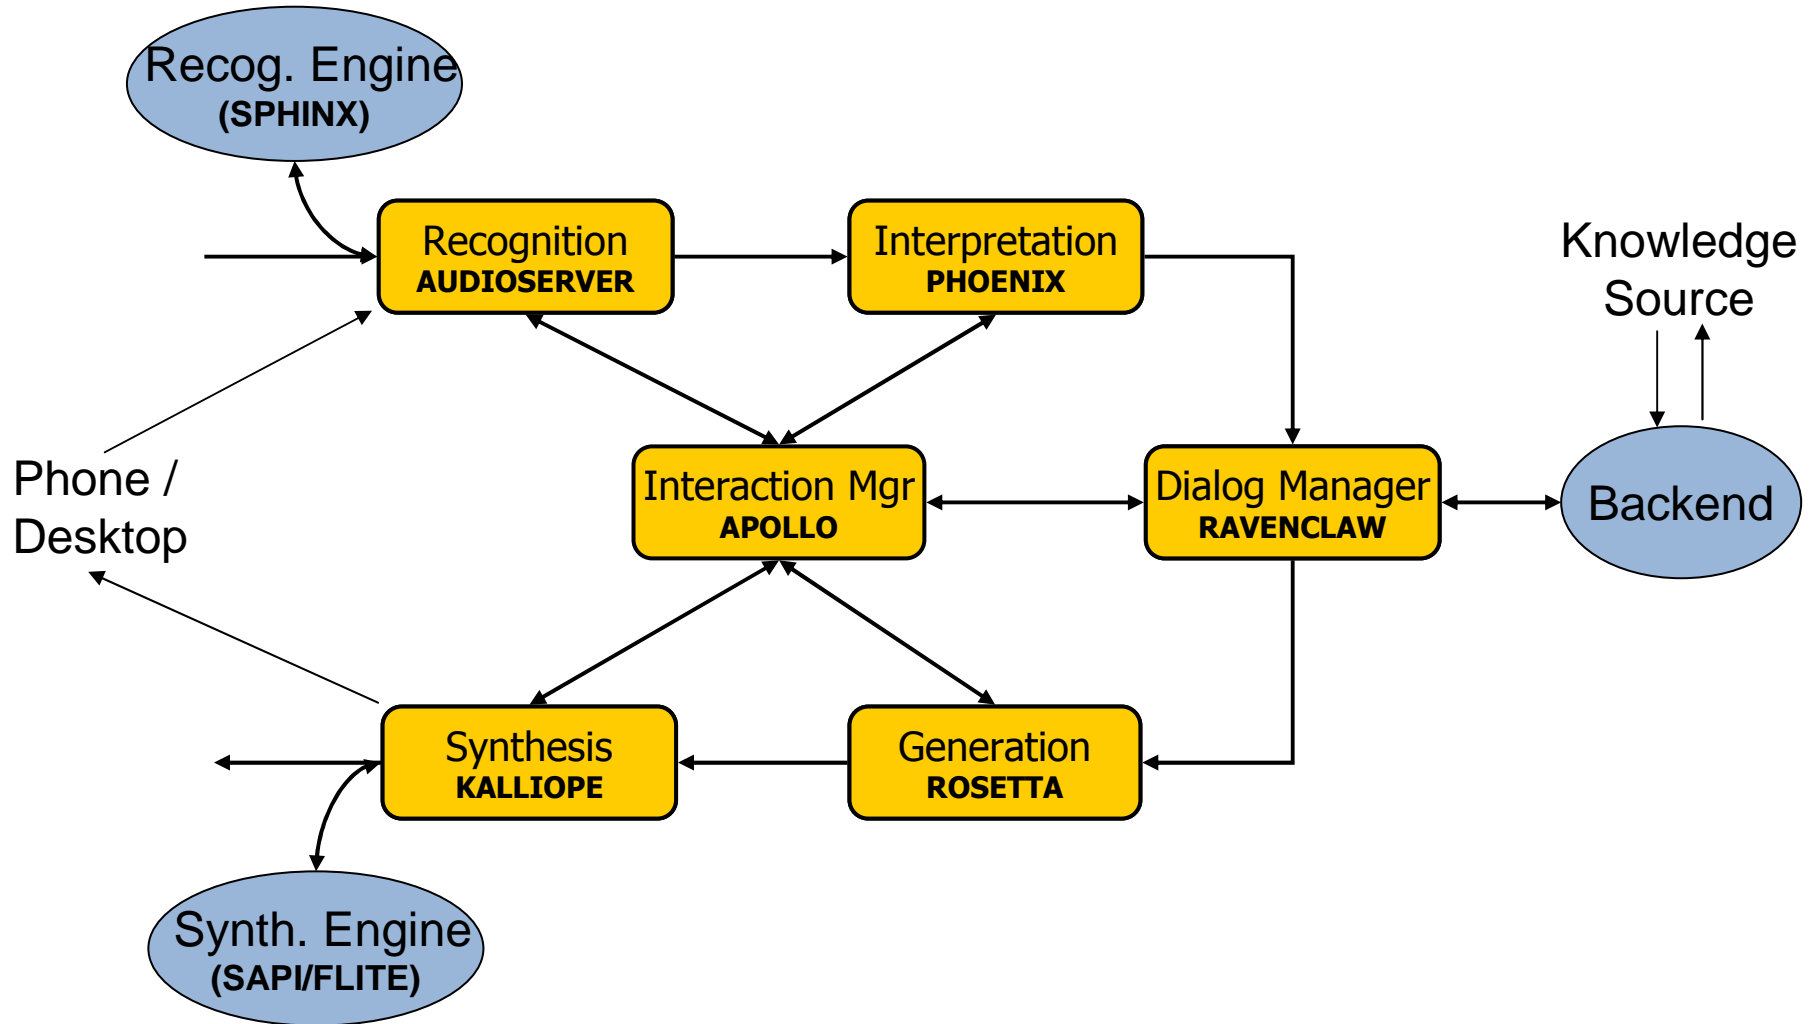 Recog. Engine
(SPHINX)
Recognition
AUDIOSERVER
Interpretation
PHOENIX
Knowledge
Source
Phone /
Desktop
Interaction Mgr
APOLLO
Dialog Manager
RAVENCLAW
Backend
Synthesis
KALLIOPE
Generation
ROSETTA
Synth. Engine
(SAPI/FLITE)